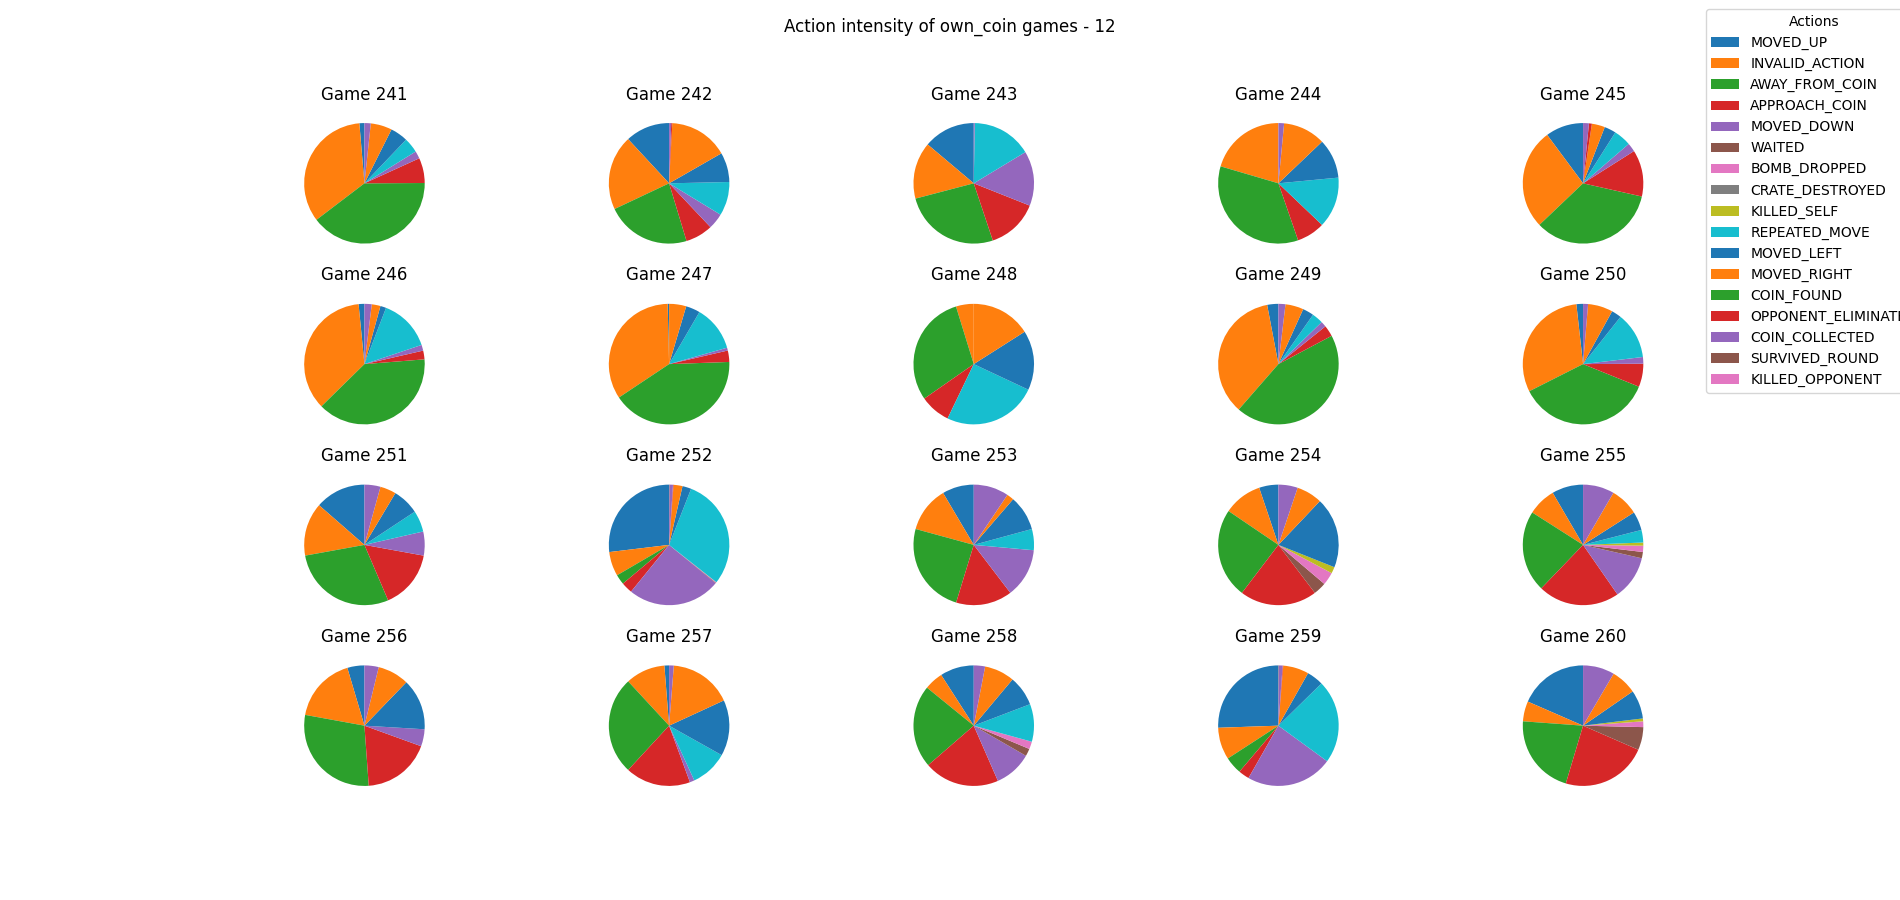 Action intensity of own_coin games - 12
Actions
MOVED_UP
INVALID_ACTION
AWAY_FROM_COIN
APPROACH_COIN
MOVED_DOWN
WAITED
BOMB_DROPPED
CRATE_DESTROYED
KILLED_SELF
REPEATED_MOVE
MOVED_LEFT
MOVED_RIGHT
COIN_FOUND
OPPONENT_ELIMINAT
COIN_COLLECTED
SURVIVED_ROUND
KILLED_OPPONENT
Game 241
Game 242
Game 243
Game 244
Game 245
Game 246
Game 247
Game 248
Game 249
Game 250
Game 251
Game 252
Game 253
Game 254
Game 255
Game 256
Game 257
Game 258
Game 259
Game 260